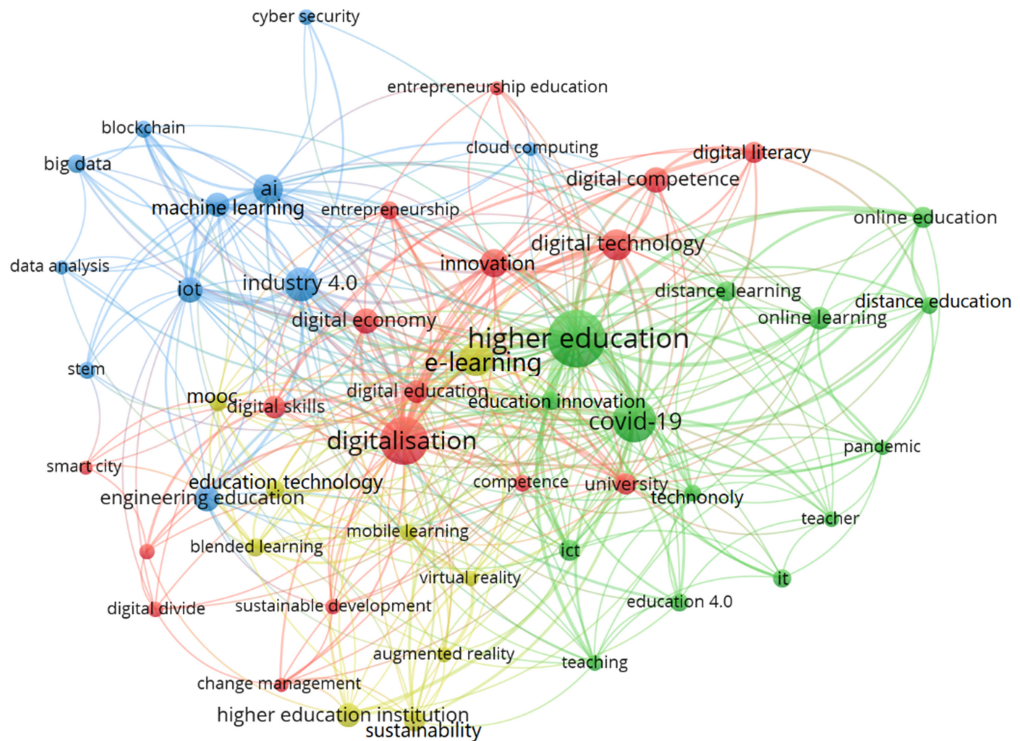 cyber security
entrepreneurship education
blockchain
cloud computing
digital literacy
big data
digital competence
ai
machine learning
entrepreneurship
online education
digital technology
innovation
data analysis
industry 4.0
iot
distance learning
distance education
digital economy
online learning
higher education
e-learning
stem
digital education
mooc
digital skills
education innovation
covid-19
digitalisation
pandemic
smart city
education technology
competence
university
engineering education
technonoly
teacher
mobile learning
blended learning
ict
virtual reality
it
education 4.0
digital divide
sustainable development
augmented reality
teaching
change management
higher education institution
sustainability